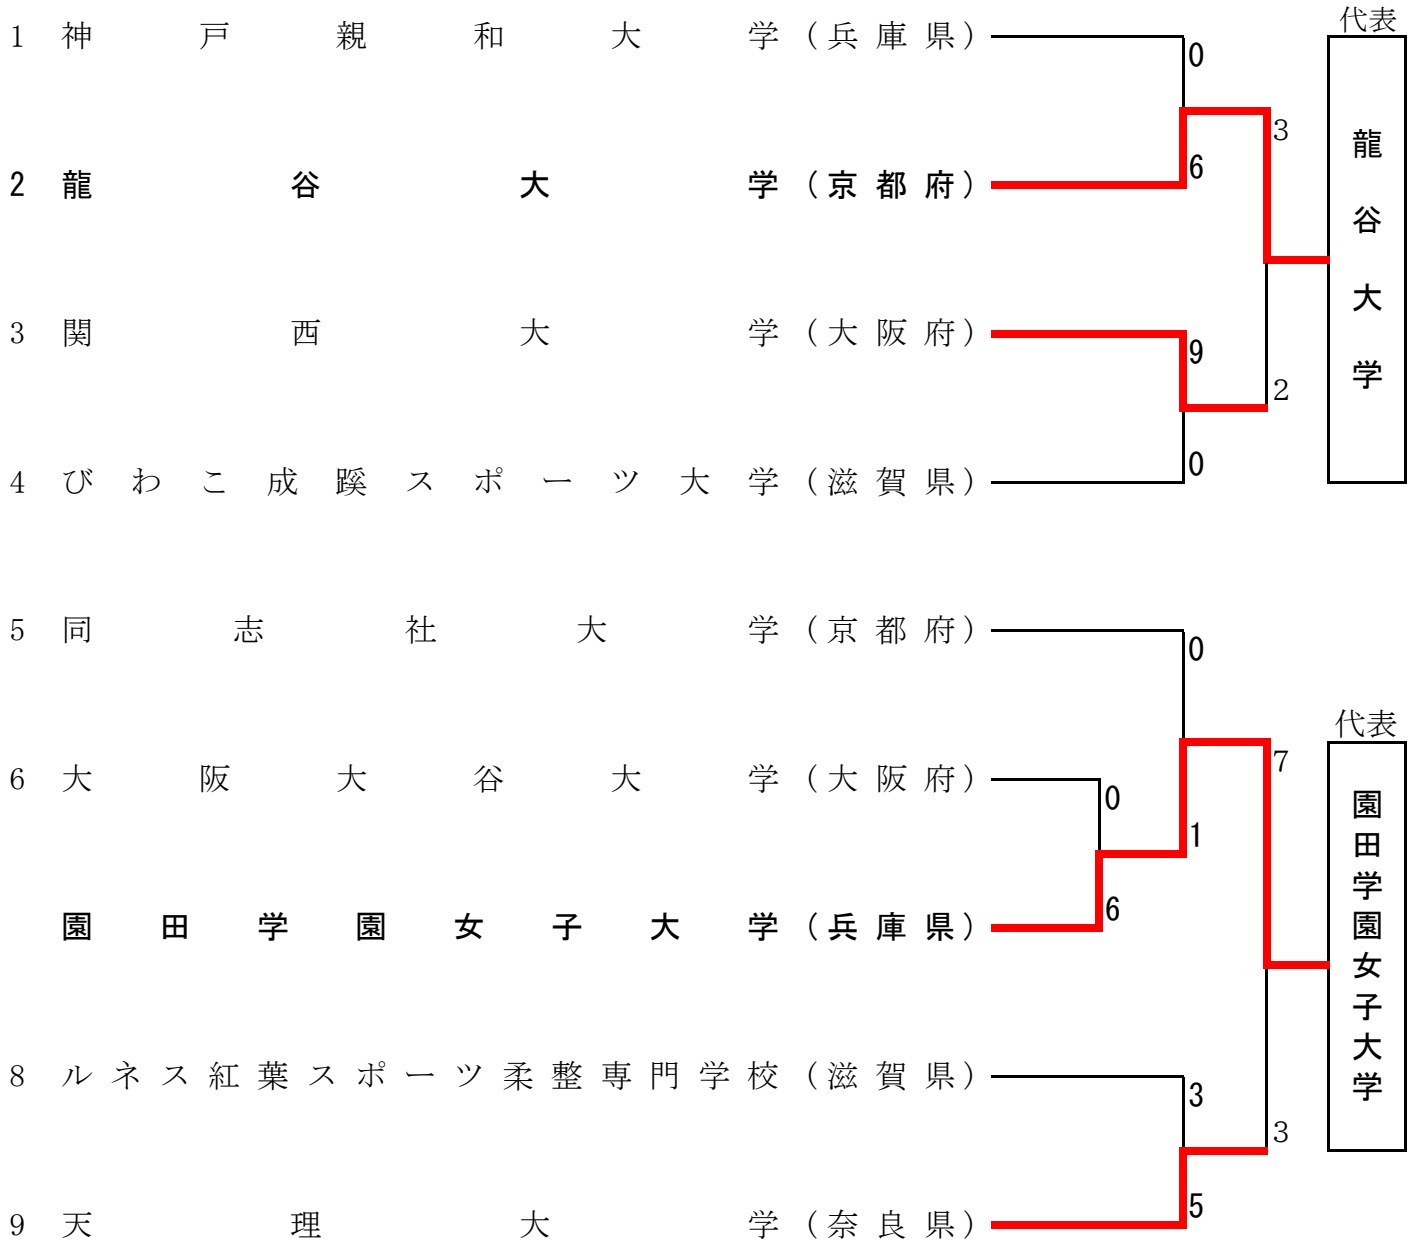 代表
1 神戸親和大学（兵庫県）
0
3
6
2 龍谷大学（京都府）
龍谷大学
3 関西大学（大阪府）
9
2
0
4 びわこ成蹊スポーツ大学（滋賀県）
5 同志社大学（京都府）
0
代表
7
6 大阪大谷大学（大阪府）
0
1
6
園田学園女子大学（兵庫県）
園田学園女子大学
8 ルネス紅葉スポーツ柔整専門学校（滋賀県）
3
3
5
9 天理大学（奈良県）